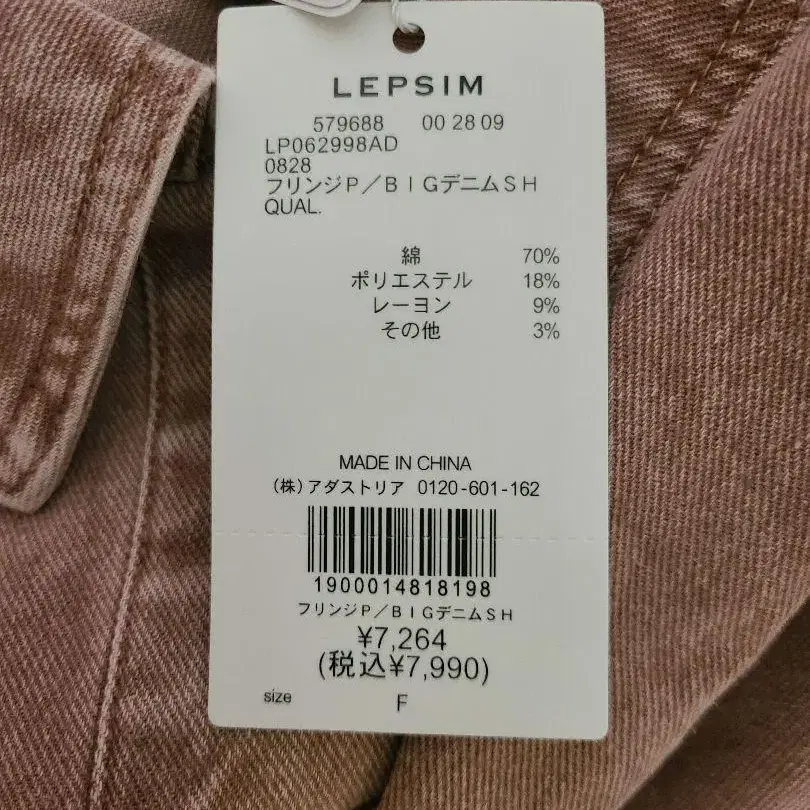 LEPSIM
579688 00 28 09
LP062998AD
0828
フリンジP／BIGデニムSH
QUAL.
綿 70%
ポリエステル 18%
レーヨン 9%
その他 3%
MADE IN CHINA
(株)アダストリア 0120-601-162
1900014818198
フリンジP／BIGデニムSH
¥7,264
(税込¥7,990)
size F